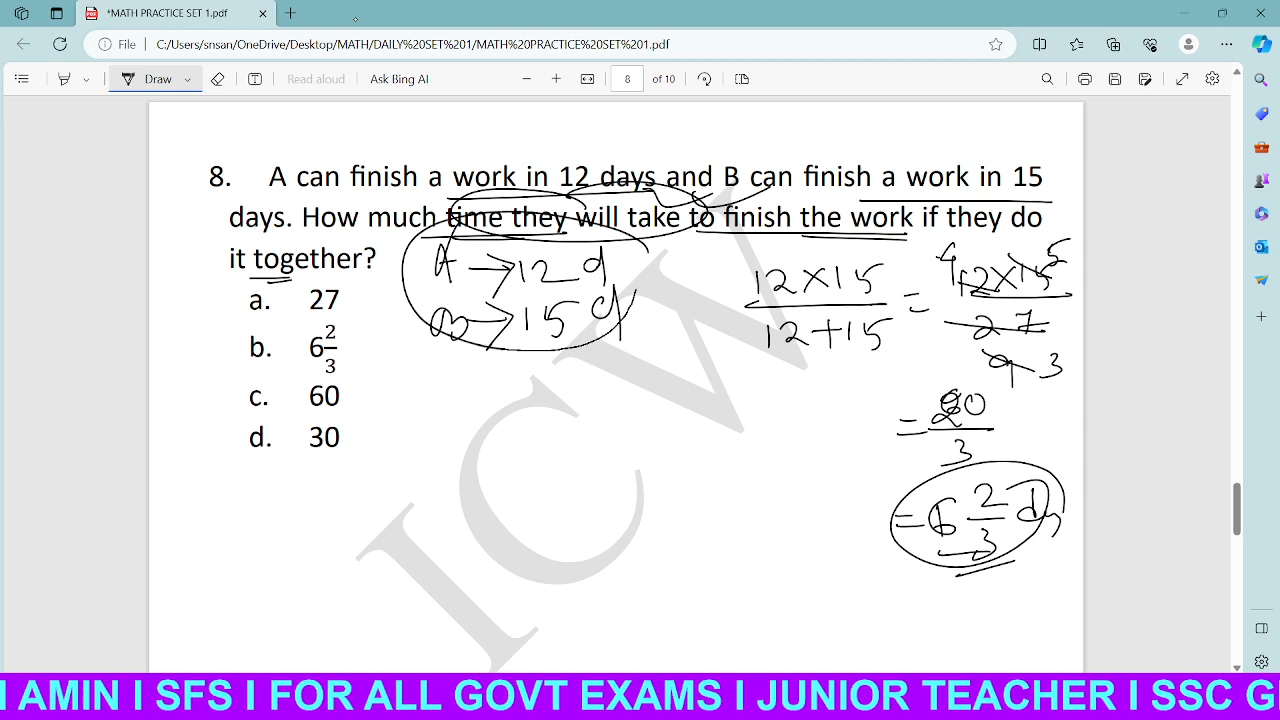 *MATH PRACTICE SET 1.pdf
File
C:/Users/snsan/OneDrive/Desktop/MATH/DAILY%20SET%201/MATH%20PRACTICE%20SET%201.pdf
Draw
Read aloud
Ask Bing AI
8 of 10
8. A can finish a work in 12 days and B can finish a work in 15
days. How much time they will take to finish the work if they do
it together?
a. 27
b. 6 2/3
c. 60
d. 30
A → 12 d
B → 15 d
12×15 / 12+15 = 12×15 / 27
4 5
9 3
= 20/3
= 6 2/3 Dy
ICW
I AMIN I SFS I FOR ALL GOVT EXAMS I JUNIOR TEACHER I SSC G